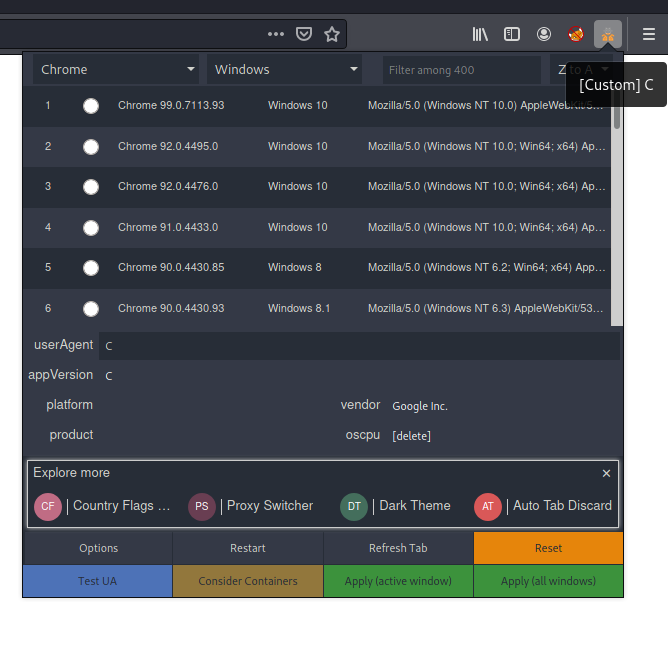 Chrome Windows Filter among 400 Z to A
[Custom] C
1 Chrome 99.0.7113.93 Windows 10 Mozilla/5.0 (Windows NT 10.0) AppleWebKit/5...
2 Chrome 92.0.4495.0 Windows 10 Mozilla/5.0 (Windows NT 10.0; Win64; x64) Ap...
3 Chrome 92.0.4476.0 Windows 10 Mozilla/5.0 (Windows NT 10.0; Win64; x64) Ap...
4 Chrome 91.0.4433.0 Windows 10 Mozilla/5.0 (Windows NT 10.0; Win64; x64) Ap...
5 Chrome 90.0.4430.85 Windows 8 Mozilla/5.0 (Windows NT 6.2; Win64; x64) App...
6 Chrome 90.0.4430.93 Windows 8.1 Mozilla/5.0 (Windows NT 6.3) AppleWebKit/53...
userAgent C
appVersion C
platform vendor Google Inc.
product oscpu [delete]
Explore more ×
CF | Country Flags ... PS | Proxy Switcher DT | Dark Theme AT | Auto Tab Discard
Options Restart Refresh Tab Reset
Test UA Consider Containers Apply (active window) Apply (all windows)